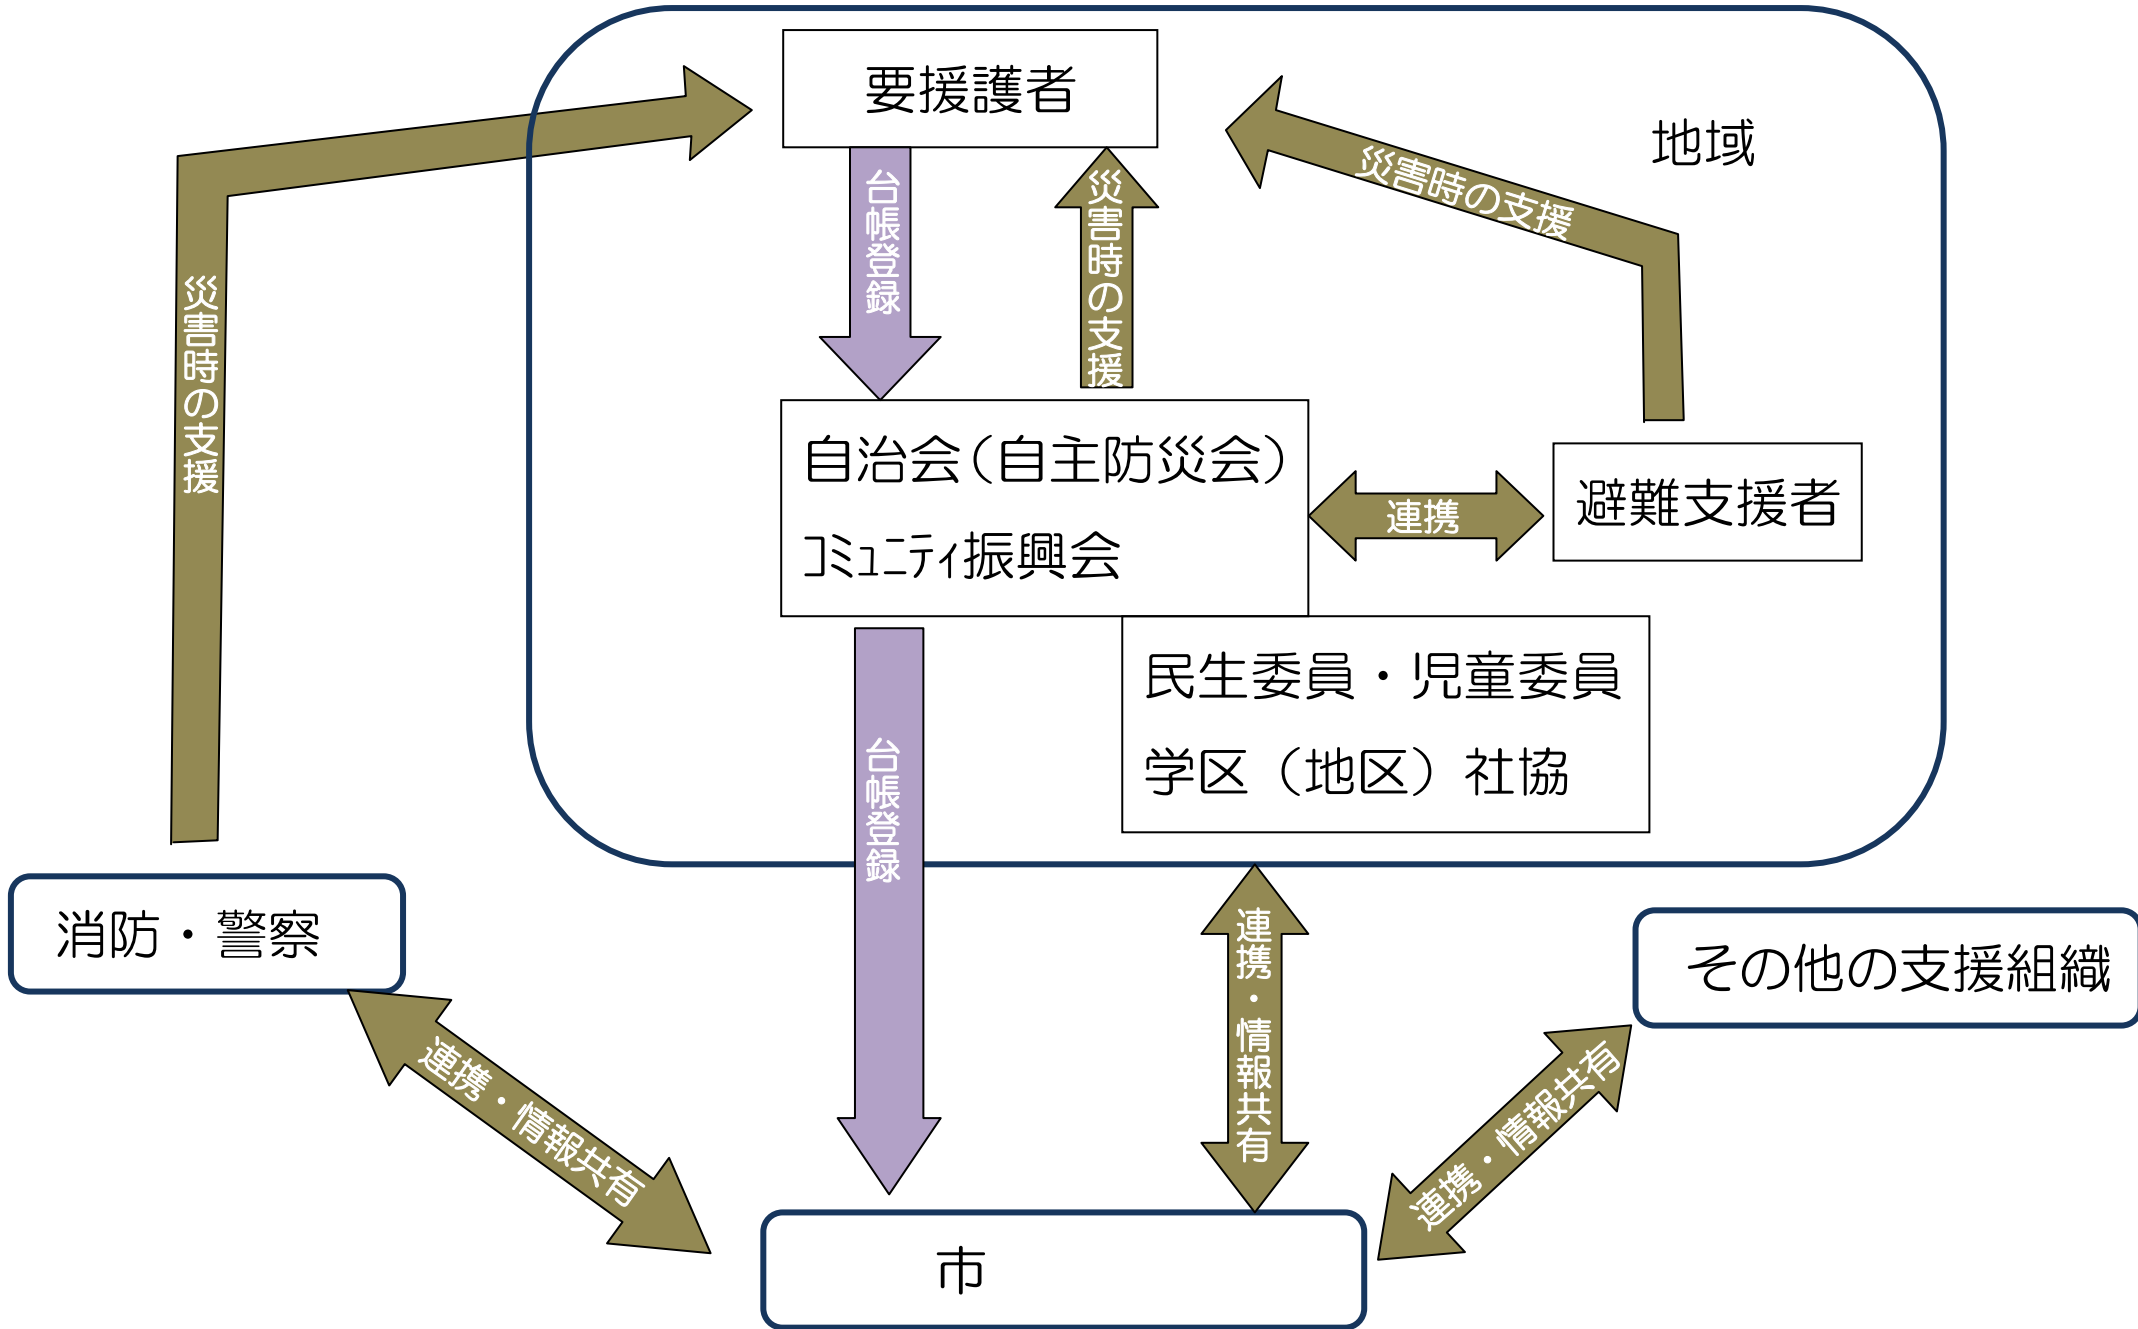 要援護者
地域
台帳登録
災害時の支援
災害時の支援
災害時の支援
自治会(自主防災会)
ｺﾐｭﾆﾃｨ振興会
連携
避難支援者
民生委員・児童委員
学区（地区）社協
台帳登録
消防・警察
連携・情報共有
その他の支援組織
連携・情報共有
連携・情報共有
市